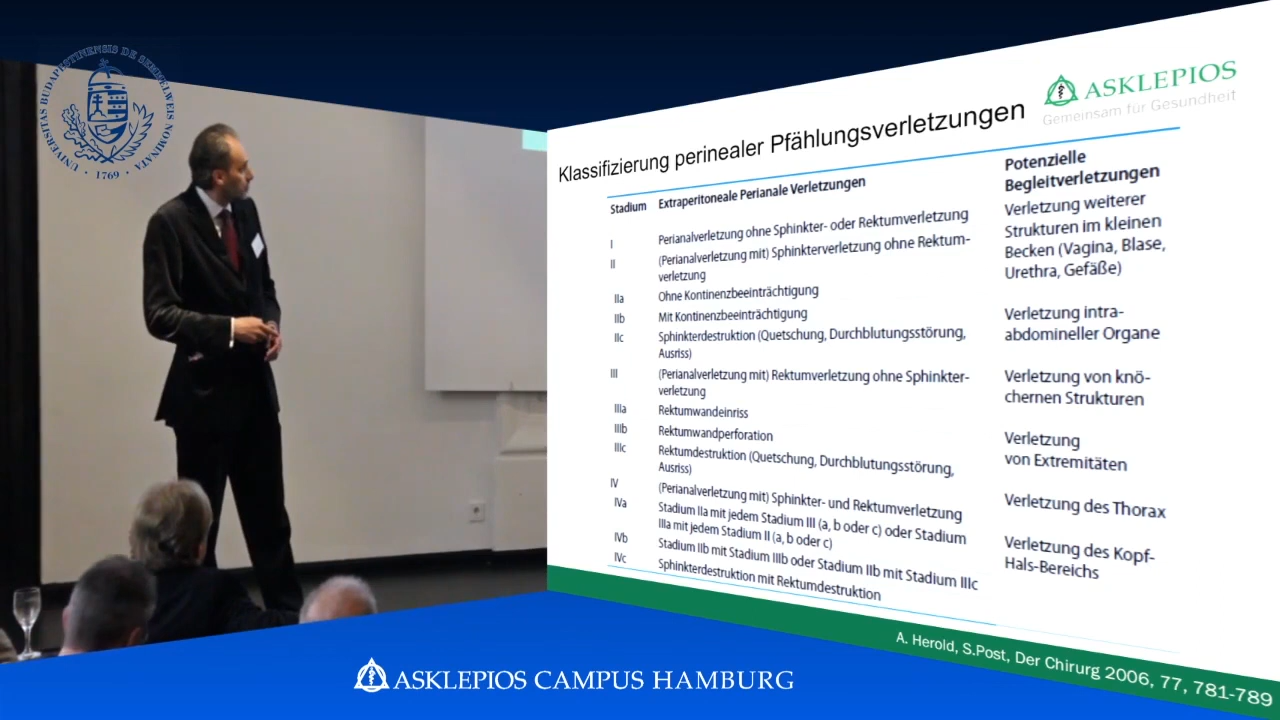 UNIVERSITAS BUDAPESTINENSIS DE SEMMELWEIS NOMINATA
· 1769 ·
ASKLEPIOS
Gemeinsam für Gesundheit
Klassifizierung perinealer Pfählungsverletzungen
Stadium Extraperitoneale Perianale Verletzungen
I Perianalverletzung ohne Sphinkter- oder Rektumverletzung
II (Perianalverletzung mit) Sphinkterverletzung ohne Rektum-
verletzung
IIa Ohne Kontinenzbeeinträchtigung
IIb Mit Kontinenzbeeinträchtigung
IIc Sphinkterdestruktion (Quetschung, Durchblutungsstörung,
Ausriss)
III (Perianalverletzung mit) Rektumverletzung ohne Sphinkter-
verletzung
IIIa Rektumwandeinriss
IIIb Rektumwandperforation
IIIc Rektumdestruktion (Quetschung, Durchblutungsstörung,
Ausriss)
IV (Perianalverletzung mit) Sphinkter- und Rektumverletzung
IVa Stadium IIa mit jedem Stadium III (a, b oder c) oder Stadium
IIIa mit jedem Stadium II (a, b oder c)
IVb Stadium IIb mit Stadium IIIb oder Stadium IIb mit Stadium IIIc
IVc Sphinkterdestruktion mit Rektumdestruktion
Potenzielle
Begleitverletzungen
Verletzung weiterer
Strukturen im kleinen
Becken (Vagina, Blase,
Urethra, Gefäße)
Verletzung intra-
abdomineller Organe
Verletzung von knö-
chernen Strukturen
Verletzung
von Extremitäten
Verletzung des Thorax
Verletzung des Kopf-
Hals-Bereichs
A. Herold, S.Post, Der Chirurg 2006, 77, 781-789
ASKLEPIOS CAMPUS HAMBURG